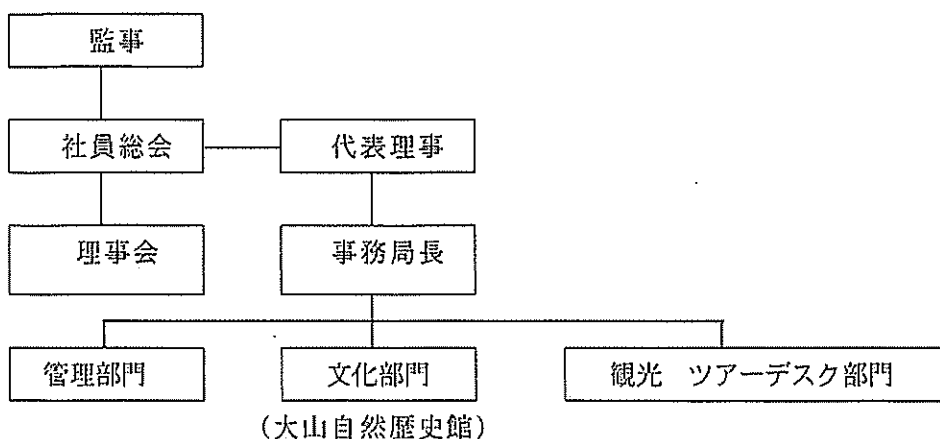 監事
社員総会 代表理事
理事会 事務局長
管理部門 文化部門 観光 ツアーデスク部門
(大山自然歴史館)